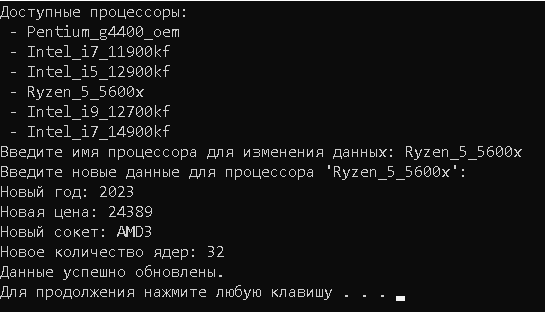 Доступные процессоры:
- Pentium_g4400_oem
- Intel_i7_11900kf
- Intel_i5_12900kf
- Ryzen_5_5600x
- Intel_i9_12700kf
- Intel_i7_14900kf
Введите имя процессора для изменения данных: Ryzen_5_5600x
Введите новые данные для процессора 'Ryzen_5_5600x':
Новый год: 2023
Новая цена: 24389
Новый сокет: AMD3
Новое количество ядер: 32
Данные успешно обновлены.
Для продолжения нажмите любую клавишу . . .